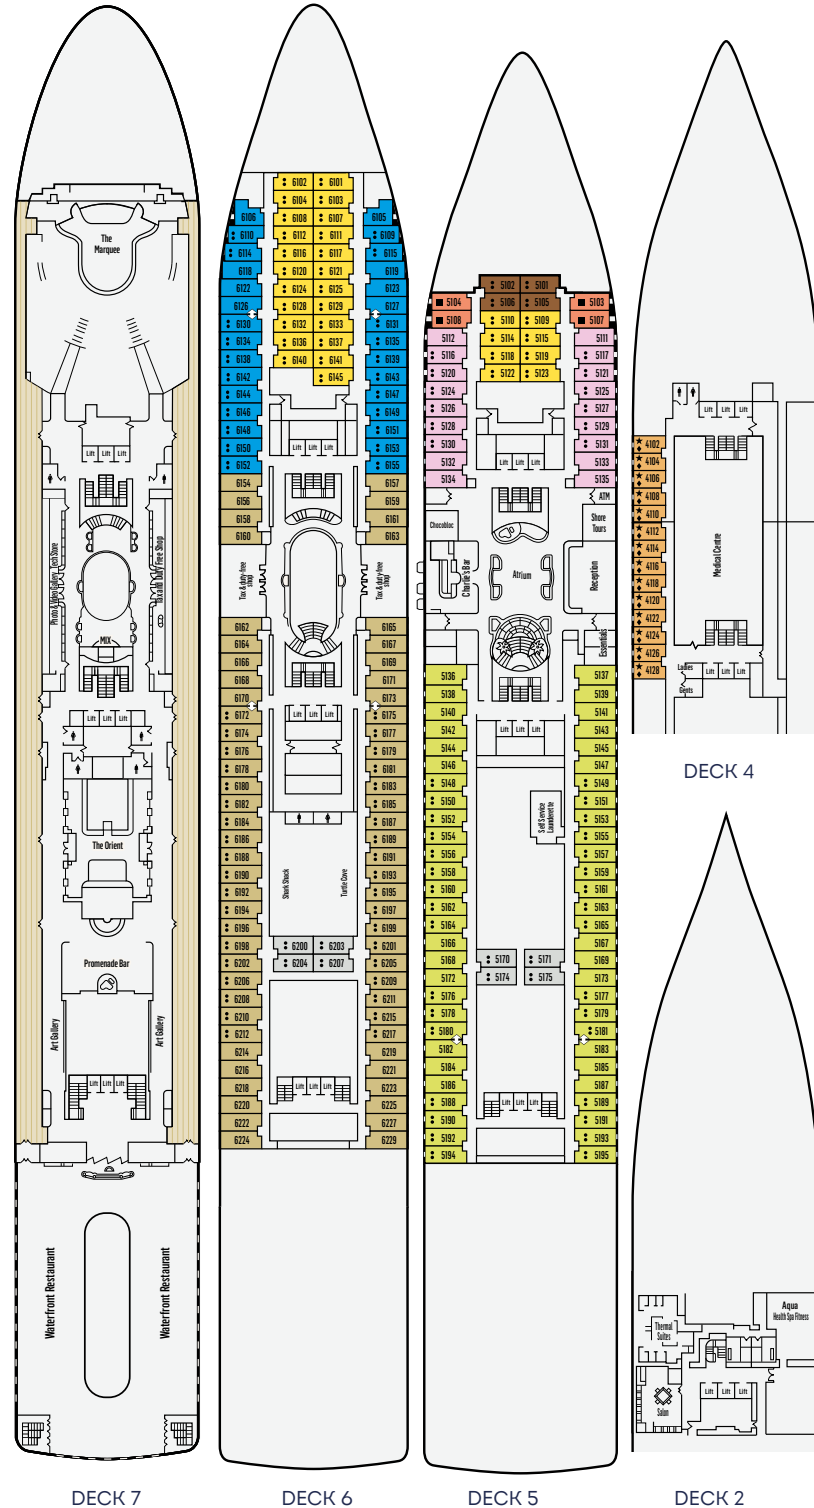 The
Marquee
Lift Lift Lift
Photo & Video Gallery
Tech Store
Tax and Duty Free Shop
MIX
Lift Lift Lift
The Orient
Promenade Bar
Art Gallery
Art Gallery
Lift Lift Lift
Waterfront Restaurant
Waterfront Restaurant
DECK 7
6102 6101
6104 6103
6106 6108 6107 6105
6110 6112 6111 6109
6114 6116 6117 6115
6118 6120 6121 6119
6122 6124 6125 6123
6126 6128 6129 6127
6130 6132 6133 6131
6134 6136 6137 6135
6138 6140 6141 6139
6142 6145 6143
6144 6147
6146 6149
6148 6151
6150 Lift Lift Lift 6153
6152 6155
6154 6157
6156 6159
6158 6161
6160 6163
Tax & duty-free
shop
Tax & duty-free
shop
6162 6165
6164 6167
6166 6169
6168 6171
6170 6173
6172 Lift Lift Lift 6175
6174 6177
6176 6179
6178 6181
6180 6183
6182 6185
6184 6187
6186 6189
6188 6191
6190 6193
6192 6195
6194 6197
6196 6199
Shark Shack
Turtle Cove
6198 6200 6203 6201
6202 6204 6207 6205
6206 6209
6208 6211
6210 6215
6212 6217
6214 6219
6216 6221
6218 Lift Lift Lift 6223
6220 6225
6222 6227
6224 6229
DECK 6
5102 5101
5104 5106 5105 5103
5108 5110 5109 5107
5112 5114 5115 5111
5116 5118 5119 5117
5120 5122 5123 5121
5124 5125
5126 5127
5128 5129
5130 5131
5132 Lift Lift Lift 5133
5134 5135
ATM
Chocobloc
Shore
Tours
Charlie's Bar
Atrium
Reception
Essentials
5136 5137
5138 5139
5140 5141
5142 Lift Lift Lift 5143
5144 5145
5146 5147
5148 5149
5150 5151
5152 5153
5154 5155
5156 5157
5158 5159
5160 5161
5162 5163
5164 5165
Self Service
Launderette
5166 5167
5168 5170 5171 5169
5172 5174 5175 5173
5176 5177
5178 5179
5180 5181
5182 5183
5184 5185
5186 5187
5188 Lift Lift Lift 5189
5190 5191
5192 5193
5194 5195
DECK 5
Lift Lift Lift
4102
4104
4106
4108
4110
4112
4114
4116
4118
4120
4122
4124
4126
4128
Medical Centre
Ladies
Gents
Lift Lift Lift
DECK 4
Aqua
Health Spa Fitness
Thermal
Suites
Lift Lift Lift
Salon
DECK 2